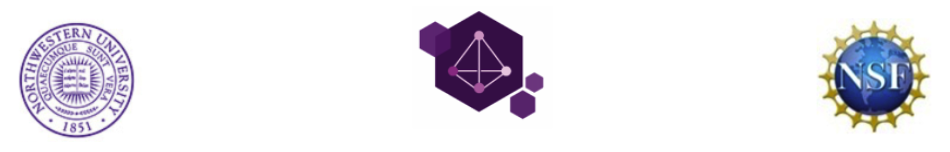 NORTHWESTERN UNIVERSITY
QUAECUMQUE SUNT VERA
1851
NSF